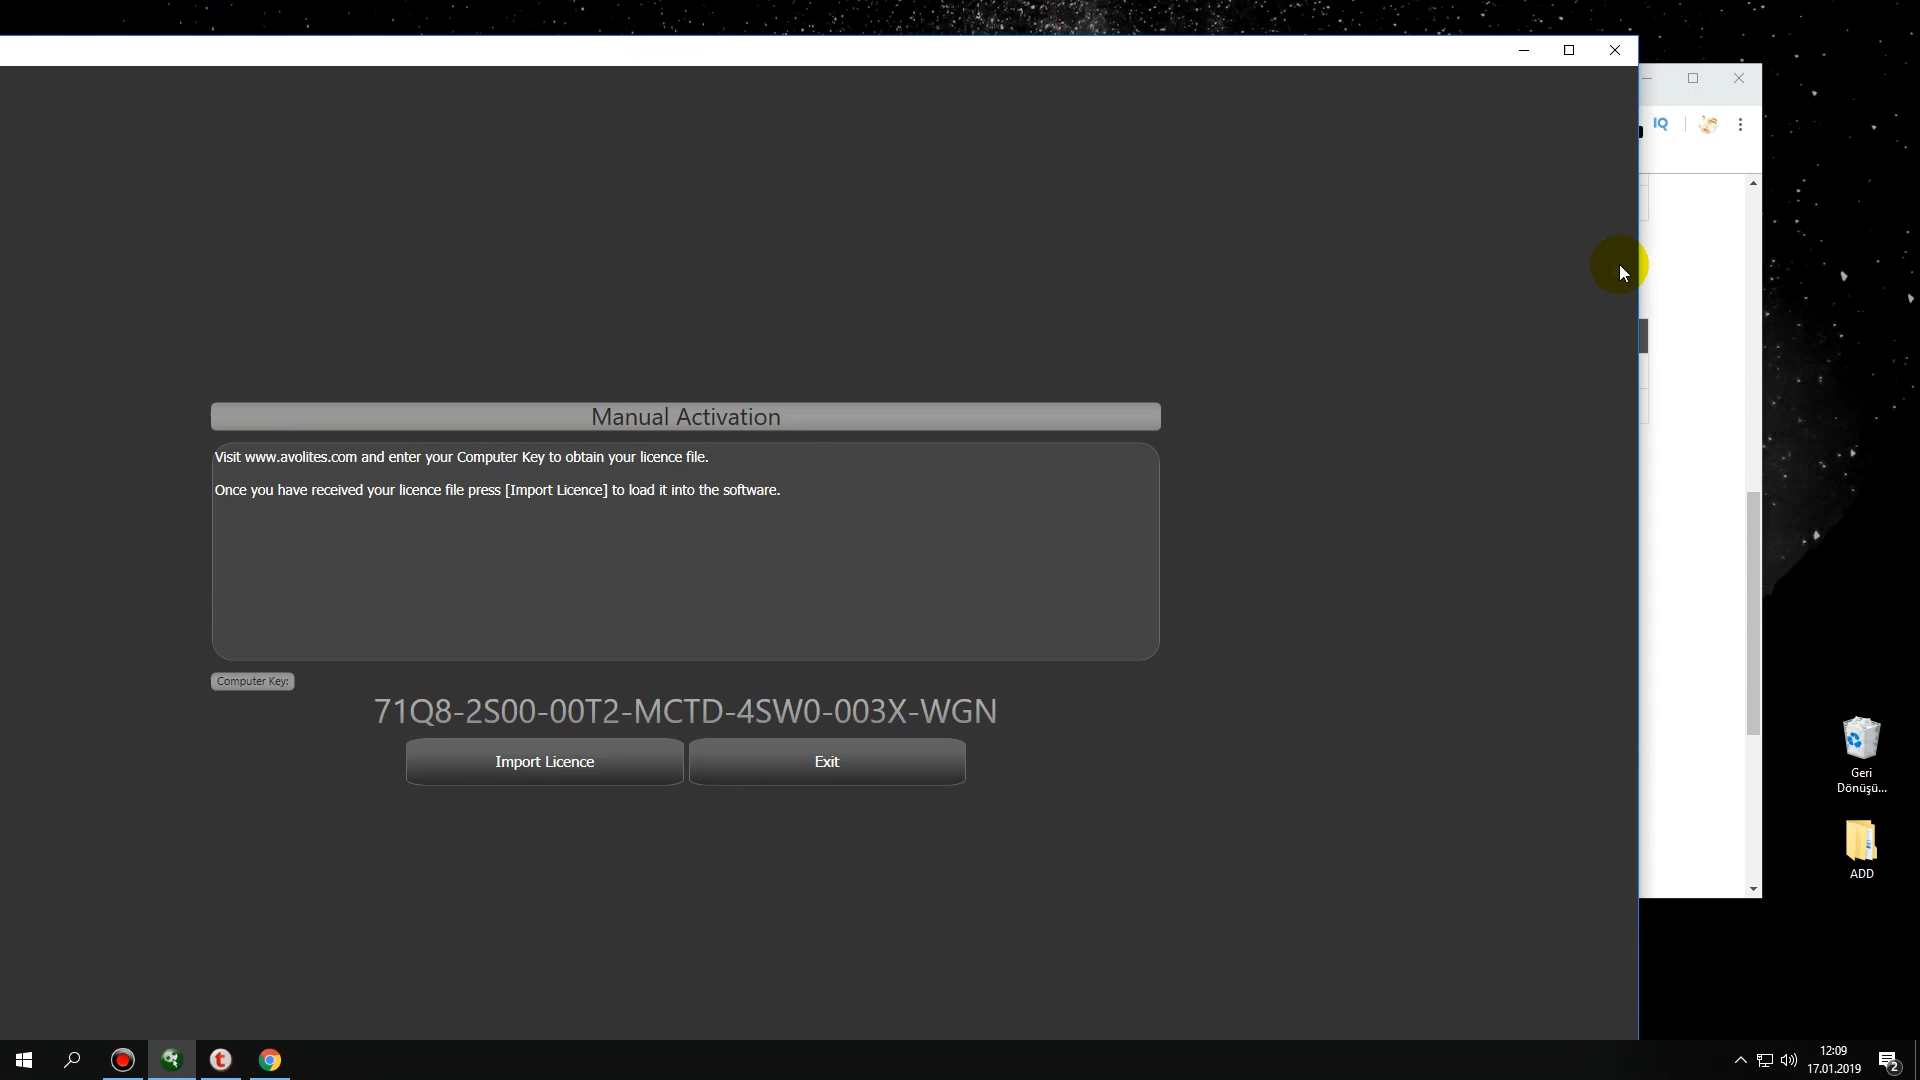 IQ
Manual Activation
Visit www.avolites.com and enter your Computer Key to obtain your licence file.
Once you have received your licence file press [Import Licence] to load it into the software.
Computer Key:
71Q8-2S00-00T2-MCTD-4SW0-003X-WGN
Import Licence
Exit
Geri
Dönüşü...
ADD
t
12:09
17.01.2019
2